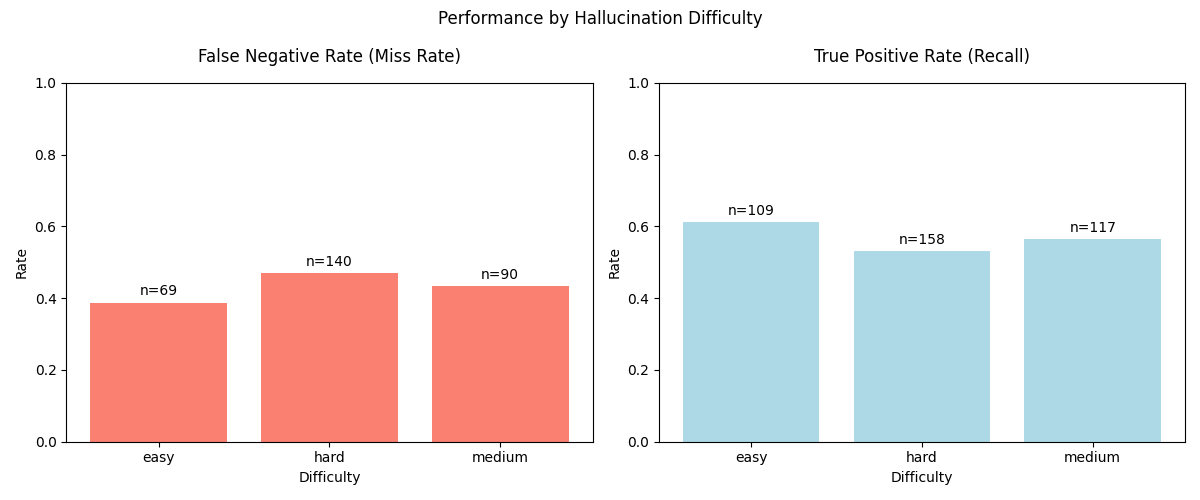 Performance by Hallucination Difficulty
False Negative Rate (Miss Rate)
1.0
0.8
0.6
0.4
0.2
0.0
Rate
n=69
n=140
n=90
easy
hard
medium
Difficulty
True Positive Rate (Recall)
1.0
0.8
0.6
0.4
0.2
0.0
Rate
n=109
n=158
n=117
easy
hard
medium
Difficulty